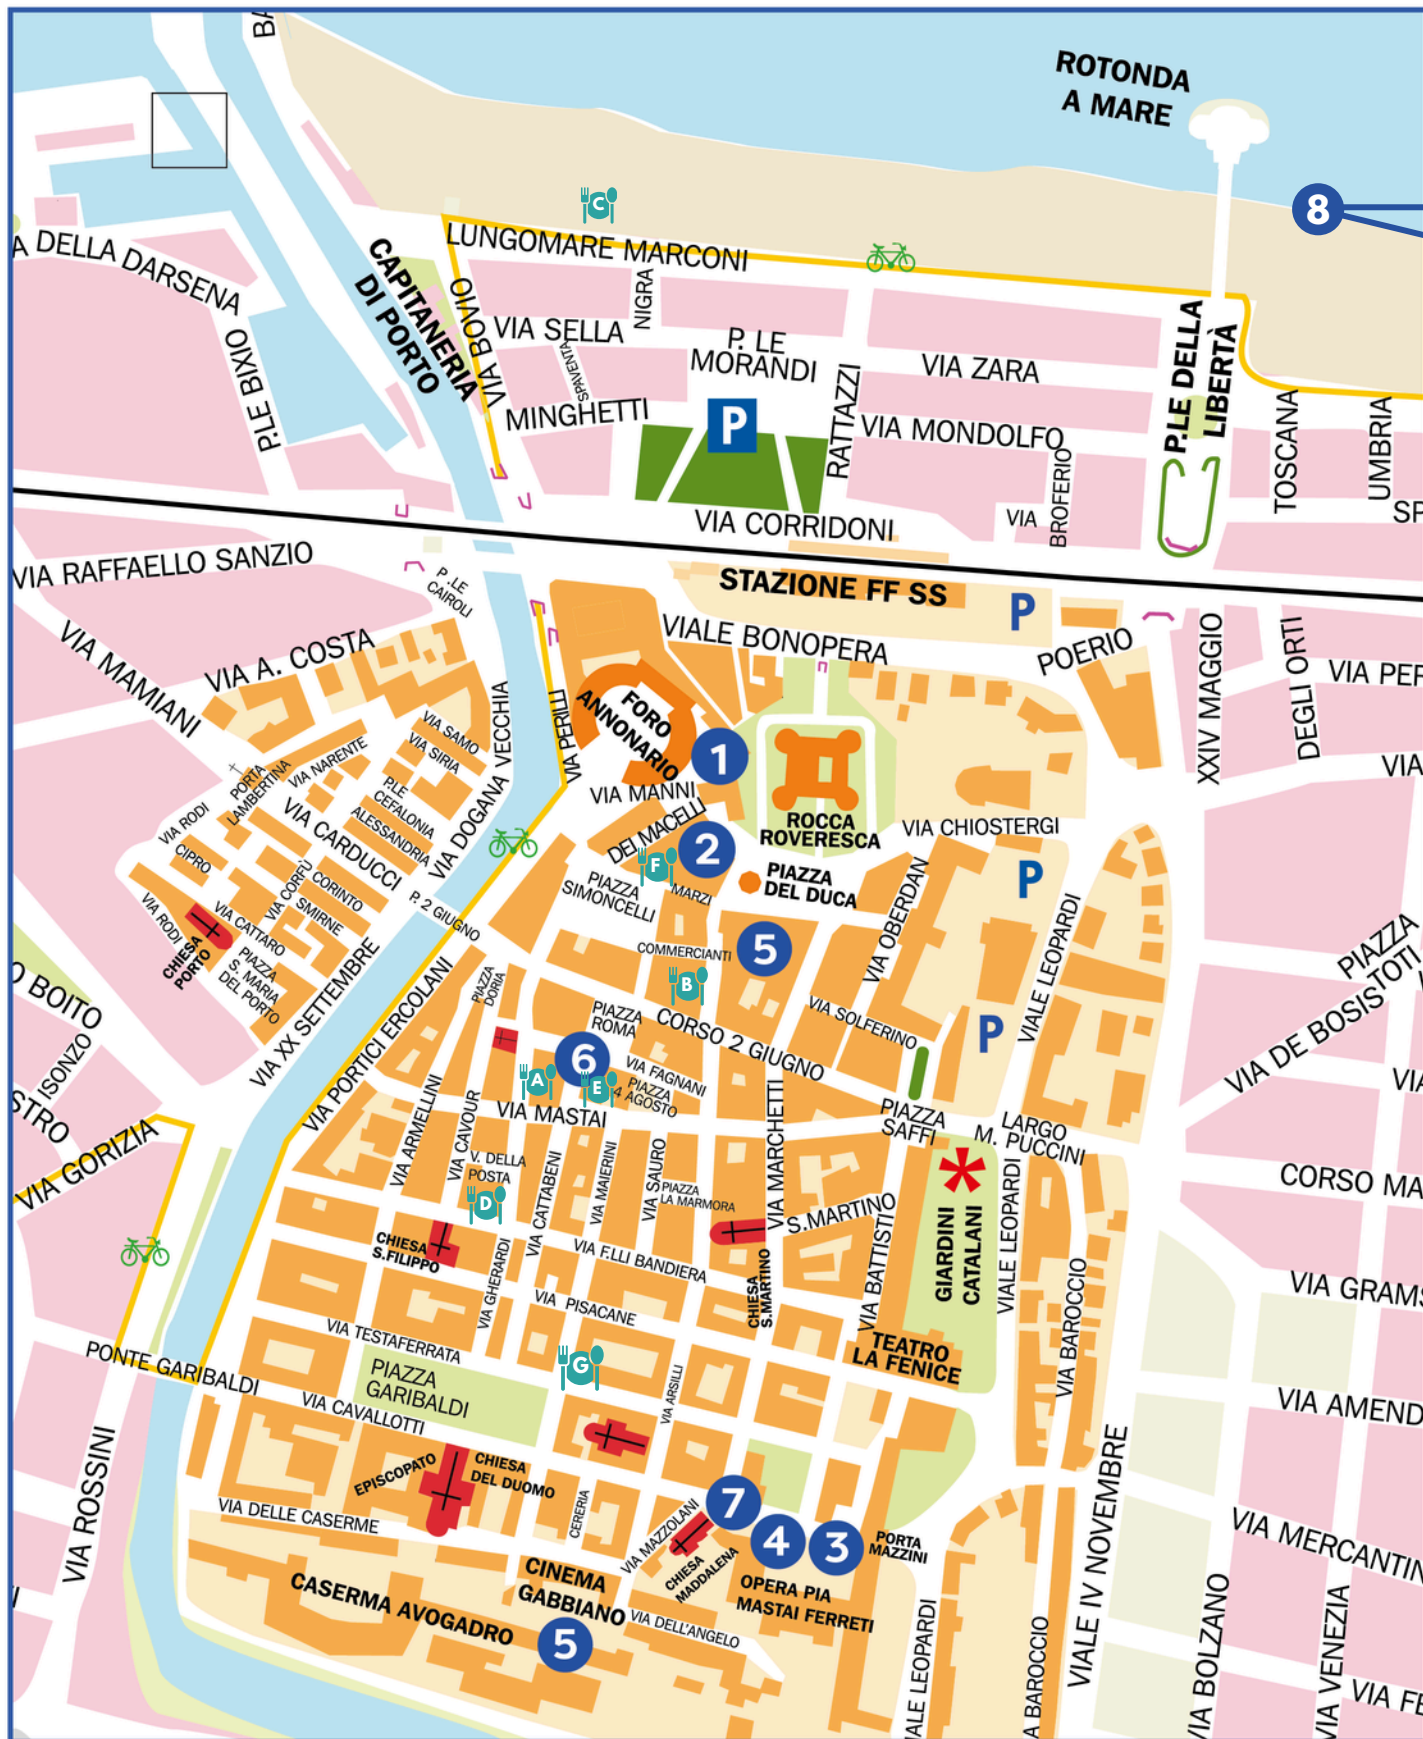 BA
ROTONDA
A MARE
8
C
LUNGOMARE MARCONI
A DELLA DARSENA
CAPITANERIA
DI PORTO
VIA BOVIO
NIGRA
VIA SELLA
SPAVENTA
P. LE
MORANDI
VIA ZARA
P.LE DELLA
LIBERTÀ
P.LE BIXIO
MINGHETTI
P
RATTAZZI
VIA MONDOLFO
TOSCANA
UMBRIA
VIA CORRIDONI
VIA
BROFERIO
SP
VIA RAFFAELLO SANZIO
P .LE
CAIROLI
STAZIONE FF SS
P
VIA MAMIANI
VIA A. COSTA
VIALE BONOPERA
POERIO
XXIV MAGGIO
DEGLI ORTI
VIA PER
VIA PERILLI
FORO
ANNONARIO
1
VIA
VIA SAMO
VIA SIRIA
VIA DOGANA VECCHIA
VIA NARENTE
PORTA
LAMBERTINA
P.LE
CEFALONIA
ALESSANDRIA
VIA CARDUCCI
VIA RODI
CIPRO
VIA MANNI
DEI MACELLI
2
F
MARZI
ROCCA
ROVERESCA
VIA CHIOSTERGI
PIAZZA
DEL DUCA
P
PIAZZA
SIMONCELLI
VIA OBERDAN
VIALE LEOPARDI
VIA CORFÙ
CORINTO
SMIRNE
VIA CATTARO
VIA RODI
CHIESA
PORTO
PIAZZA
S. MARIA
DEL PORTO
P. 2 GIUGNO
COMMERCIANTI
5
B
PIAZZA
TOTI
VIA DE BOSIS
O BOITO
ISONZO
STRO
VIA GORIZIA
VIA XX SETTEMBRE
VIA PORTICI ERCOLANI
PIAZZA
DORIA
PIAZZA
ROMA
CORSO 2 GIUGNO
VIA SOLFERINO
P
6
A
E
VIA FAGNANI
PIAZZA
4 AGOSTO
VIA MASTAI
VIA
PIAZZA
SAFFI
LARGO
M. PUCCINI
CORSO MA
VIA ARMELLINI
VIA CAVOUR
V. DELLA
POSTA
D
VIA CATTABENI
VIA MAIERINI
VIA SAURO
PIAZZA
LA MARMORA
VIA MARCHETTI
S.MARTINO
VIA BATTISTI
GIARDINI
CATALANI
VIALE LEOPARDI
VIA BAROCCIO
CHIESA
S.FILIPPO
VIA GHERARDI
VIA F.LLI BANDIERA
CHIESA
S.MARTINO
VIA GRAMS
VIA PISACANE
VIA TESTAFERRATA
TEATRO
LA FENICE
PONTE GARIBALDI
PIAZZA
GARIBALDI
G
VIA ARSILLI
VIA CAVALLOTTI
VIA AMEND
VIA ROSSINI
EPISCOPATO
CHIESA
DEL DUOMO
CERERIA
VIA DELLE CASERME
7
4
3
VIA MAZZOLANI
CHIESA
MADDALENA
PORTA
MAZZINI
OPERA PIA
MASTAI FERRETI
VIALE IV NOVEMBRE
VIA MERCANTIN
CINEMA
GABBIANO
CASERMA AVOGADRO
5
VIA DELL'ANGELO
ALE LEOPARDI
A BAROCCIO
VIA BOLZANO
VIA VENEZIA
VIA FE